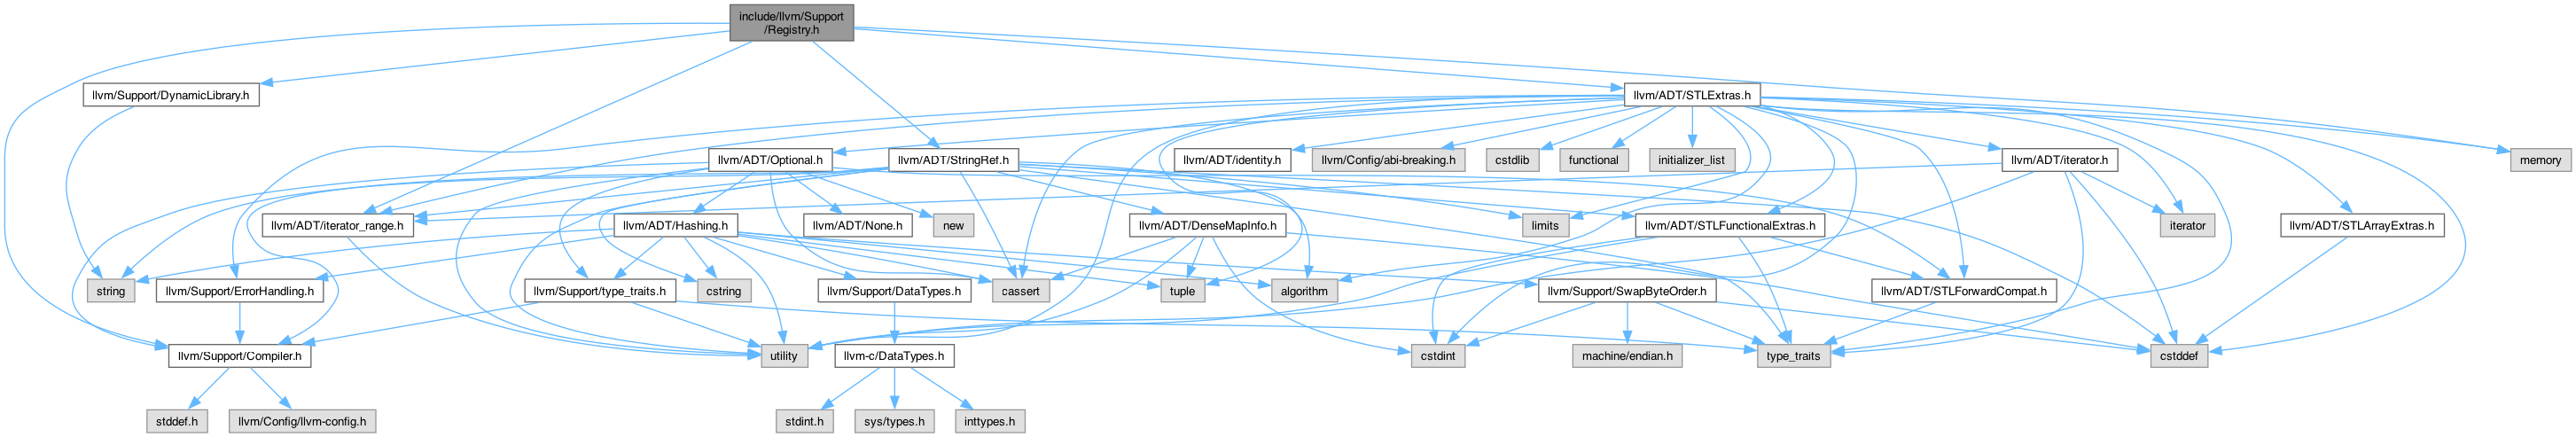 include/llvm/Support
/Registry.h
llvm/Support/DynamicLibrary.h
llvm/ADT/STLExtras.h
llvm/ADT/Optional.h
llvm/ADT/StringRef.h
llvm/ADT/identity.h
llvm/Config/abi-breaking.h
cstdlib
functional
initializer_list
llvm/ADT/iterator.h
memory
llvm/ADT/iterator_range.h
llvm/ADT/Hashing.h
llvm/ADT/None.h
new
llvm/ADT/DenseMapInfo.h
limits
llvm/ADT/STLFunctionalExtras.h
iterator
llvm/ADT/STLArrayExtras.h
string
llvm/Support/ErrorHandling.h
llvm/Support/type_traits.h
cstring
llvm/Support/DataTypes.h
cassert
tuple
algorithm
llvm/Support/SwapByteOrder.h
llvm/ADT/STLForwardCompat.h
llvm/Support/Compiler.h
utility
llvm-c/DataTypes.h
cstdint
machine/endian.h
type_traits
cstddef
stddef.h
llvm/Config/llvm-config.h
stdint.h
sys/types.h
inttypes.h